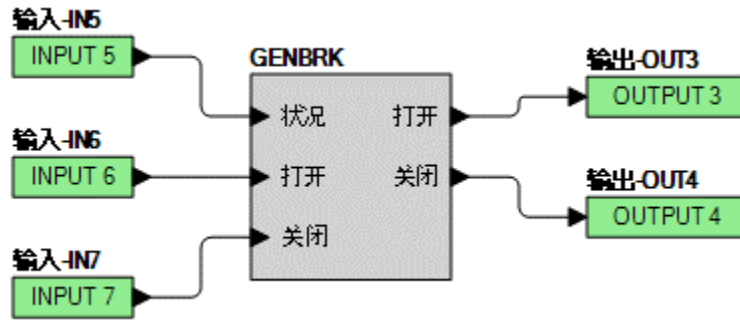 输入-IN5
INPUT 5
输入-IN6
INPUT 6
输入-IN7
INPUT 7
GENBRK
状况 打开
打开 关闭
关闭
输出-OUT3
OUTPUT 3
输出-OUT4
OUTPUT 4